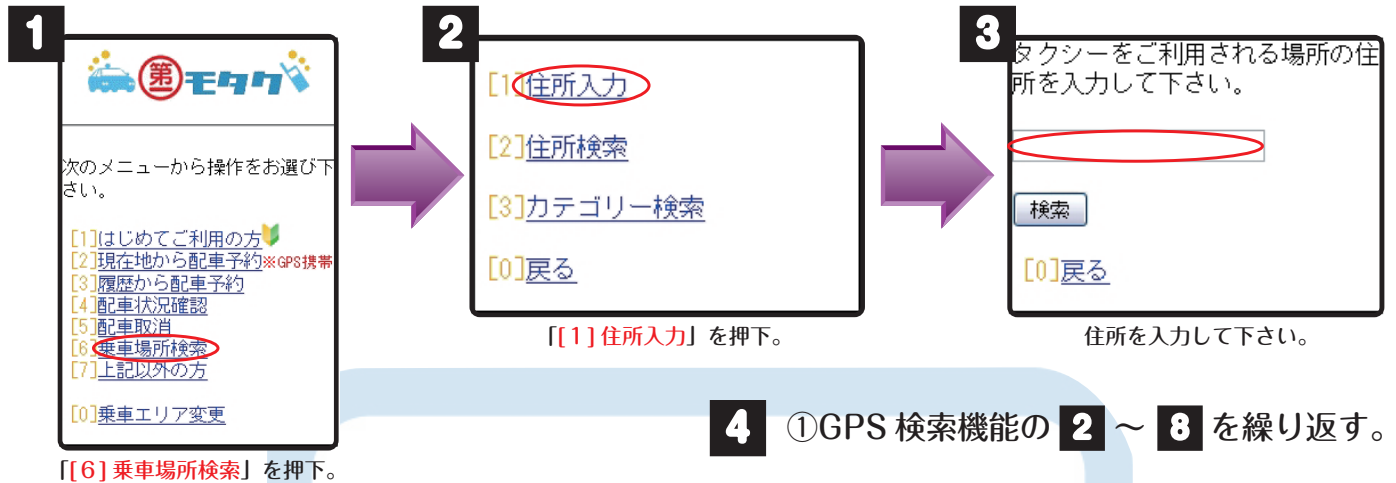 1
第一モタク
次のメニューから操作をお選び下
さい。
[1]はじめてご利用の方
[2]現在地から配車予約※GPS携帯
[3]履歴から配車予約
[4]配車状況確認
[5]配車取消
[6]乗車場所検索
[7]上記以外の方
[0]乗車エリア変更
「[6]乗車場所検索」を押下。
2
[1]住所入力
[2]住所検索
[3]カテゴリー検索
[0]戻る
「[1]住所入力」を押下。
3
タクシーをご利用される場所の住
所を入力して下さい。
検索
[0]戻る
住所を入力して下さい。
4 ①GPS 検索機能の 2 ～ 8 を繰り返す。